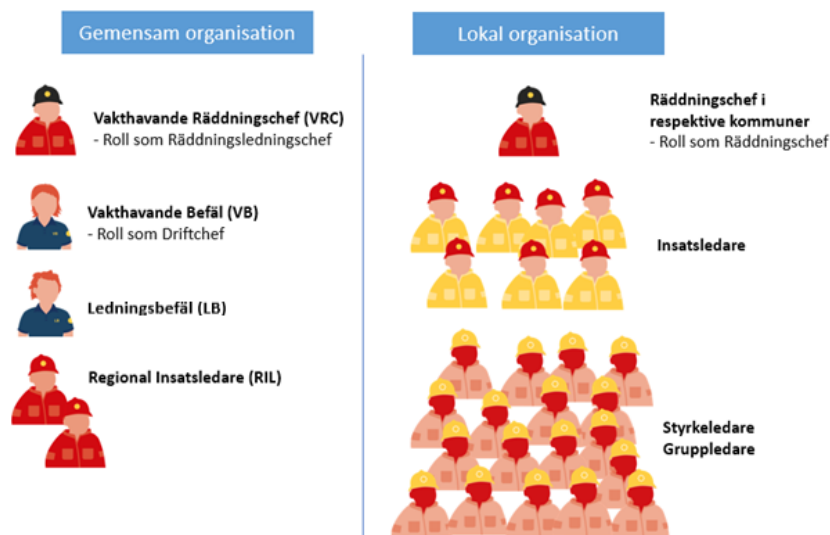 Gemensam organisation
Vakthavande Räddningschef (VRC)
- Roll som Räddningsledningschef
Vakthavande Befäl (VB)
- Roll som Driftchef
Ledningsbefäl (LB)
Regional Insatsledare (RIL)
Lokal organisation
Räddningschef i
respektive kommuner
- Roll som Räddningschef
Insatsledare
Styrkeledare
Gruppledare